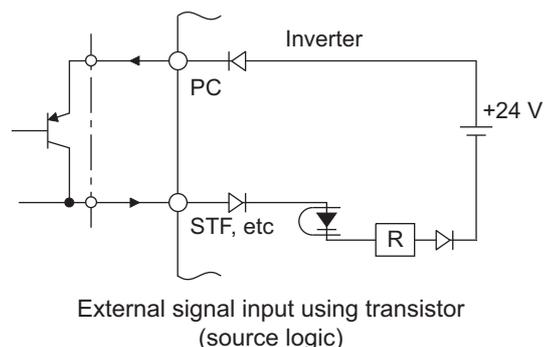 Inverter
PC
+24 V
STF, etc
R
External signal input using transistor
(source logic)